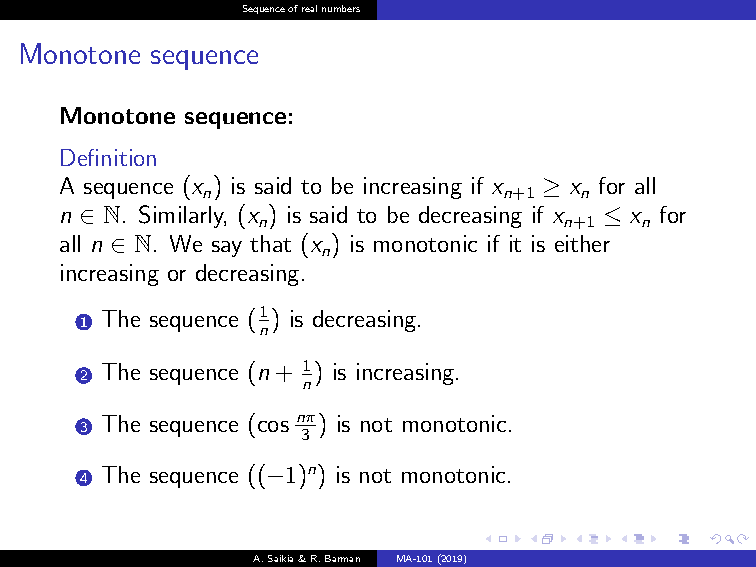 Sequence of real numbers
Monotone sequence
Monotone sequence:
Definition
A sequence (xₙ) is said to be increasing if xₙ₊₁ ≥ xₙ for all
n ∈ ℕ. Similarly, (xₙ) is said to be decreasing if xₙ₊₁ ≤ xₙ for
all n ∈ ℕ. We say that (xₙ) is monotonic if it is either
increasing or decreasing.
1 The sequence (1/n) is decreasing.
2 The sequence (n + 1/n) is increasing.
3 The sequence (cos nπ/3) is not monotonic.
4 The sequence ((−1)ⁿ) is not monotonic.
A. Saikia & R. Barman MA-101 (2019)